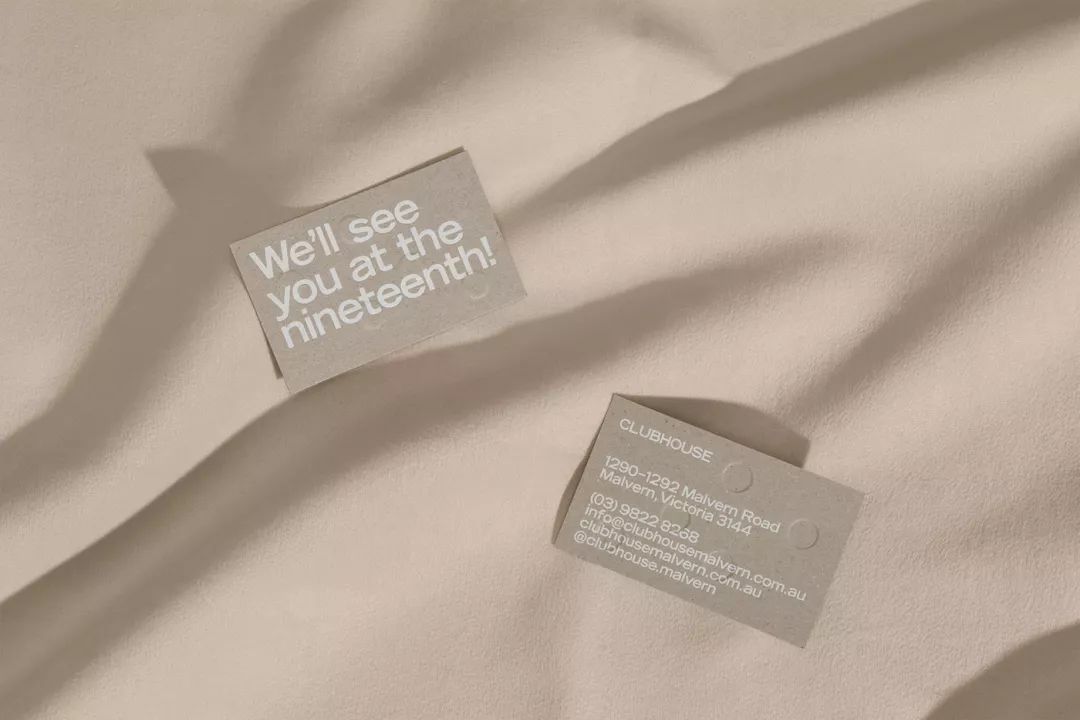 We'll see
you at the
nineteenth!
CLUBHOUSE
1290–1292 Malvern Road
Malvern, Victoria 3144
(03) 9822 8268
info@clubhousemalvern.com.au
clubhousemalvern.com.au
@clubhouse.malvern